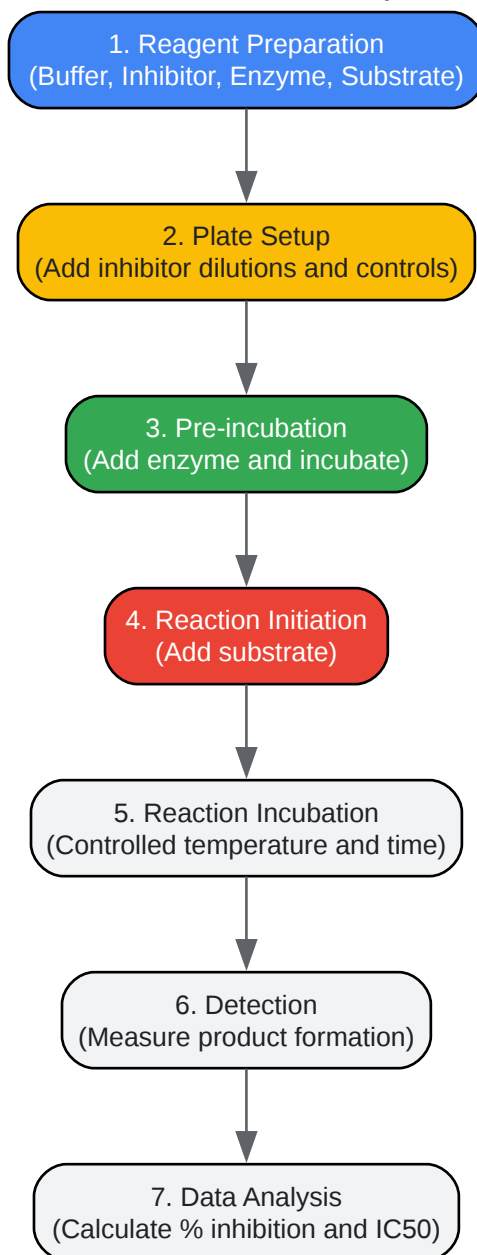 1. Reagent Preparation
(Buffer, Inhibitor, Enzyme, Substrate)
2. Plate Setup
(Add inhibitor dilutions and controls)
3. Pre-incubation
(Add enzyme and incubate)
4. Reaction Initiation
(Add substrate)
5. Reaction Incubation
(Controlled temperature and time)
6. Detection
(Measure product formation)
7. Data Analysis
(Calculate % inhibition and IC50)